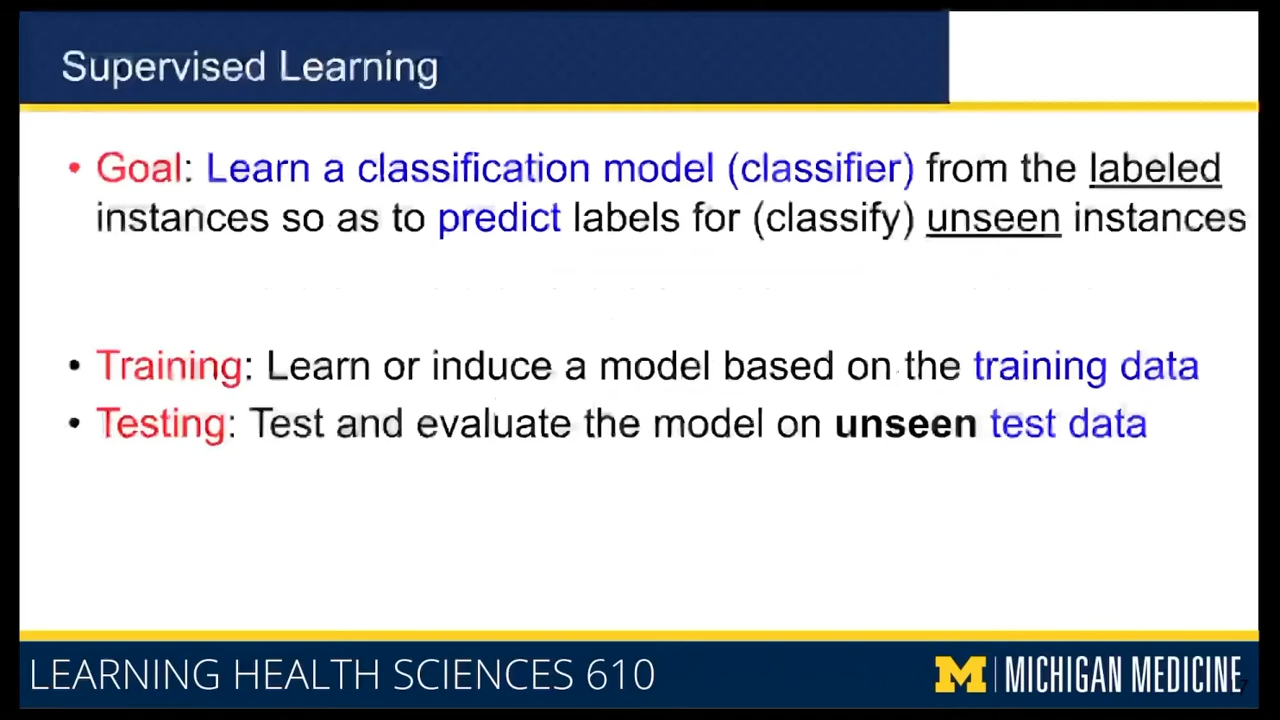 Supervised Learning
• Goal: Learn a classification model (classifier) from the labeled
instances so as to predict labels for (classify) unseen instances
• Training: Learn or induce a model based on the training data
• Testing: Test and evaluate the model on unseen test data
LEARNING HEALTH SCIENCES 610
M MICHIGAN MEDICINE
7